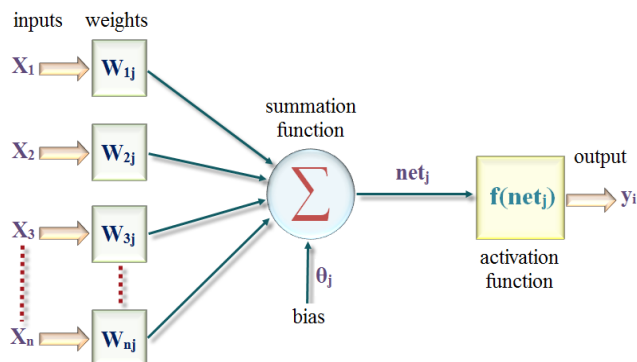 inputs weights
X1 W1j
summation
function
X2 W2j
netj
output
Σ
f(netj)
yi
X3 W3j
activation
function
θj
bias
Xn Wnj